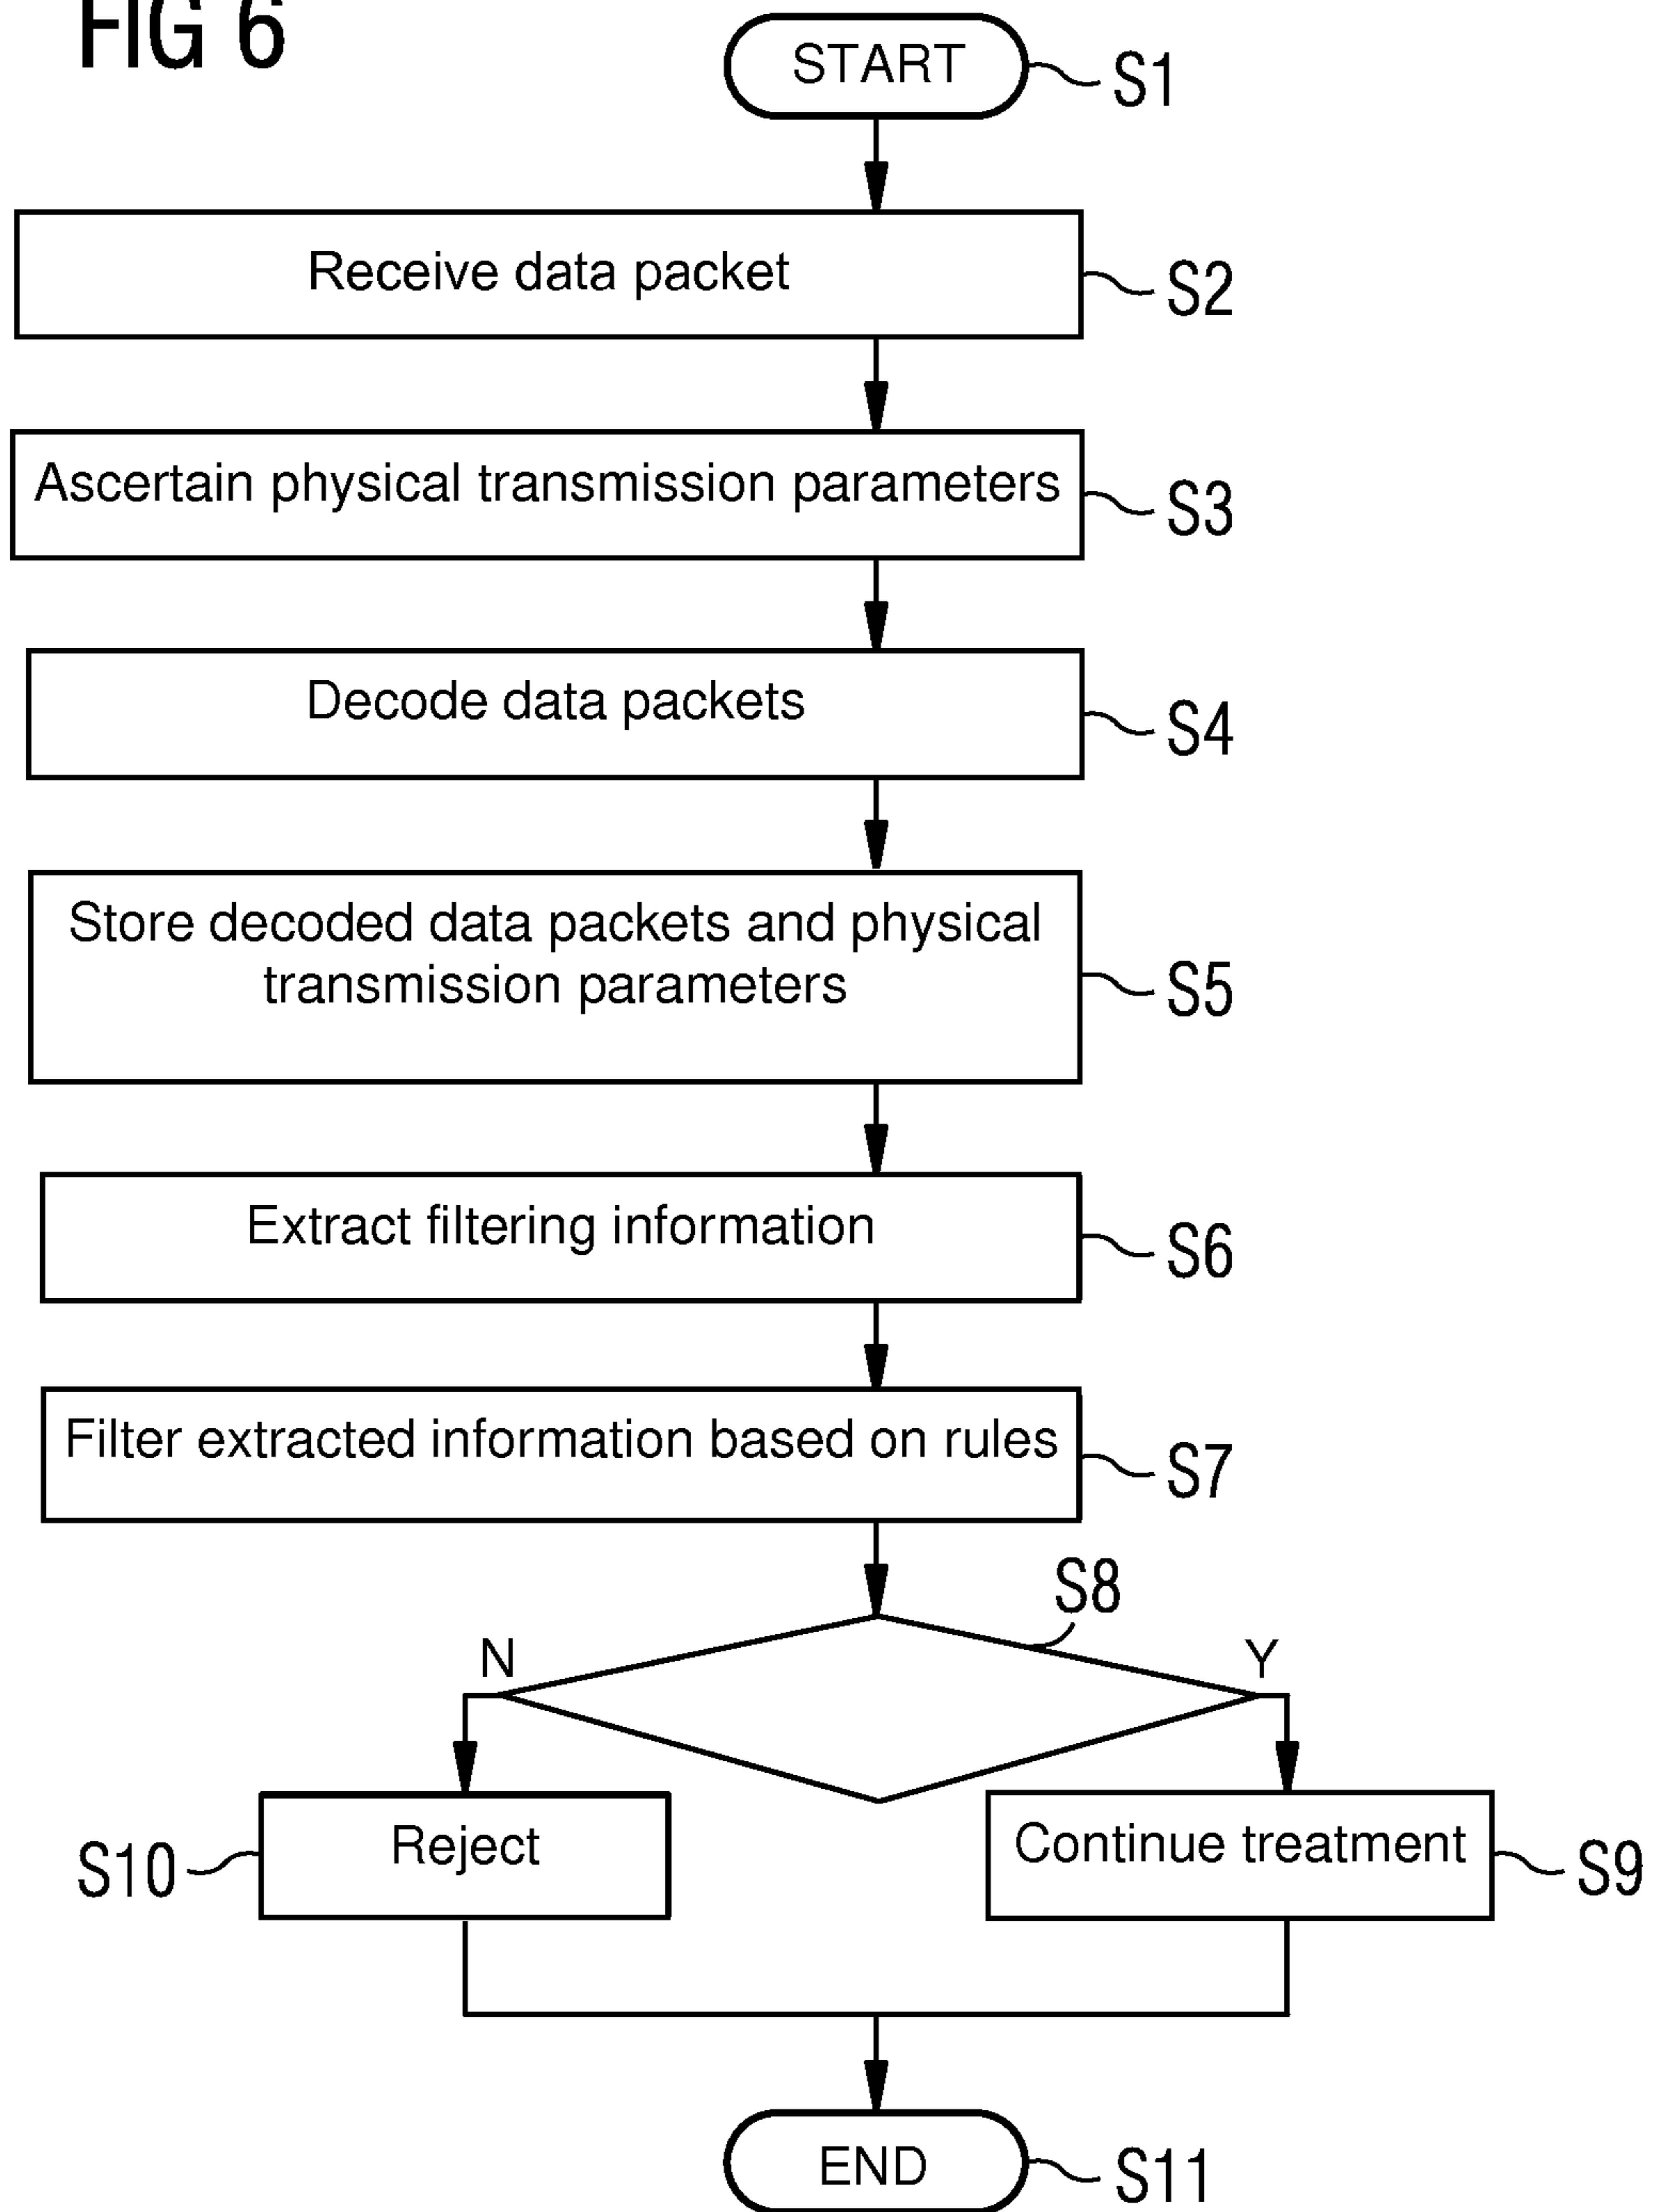 FIG 6
START
S1
Receive data packet
S2
Ascertain physical transmission parameters
S3
Decode data packets
S4
Store decoded data packets and physical
transmission parameters
S5
Extract filtering information
S6
Filter extracted information based on rules
S7
S8
N
Y
S10
Reject
Continue treatment
S9
END
S11